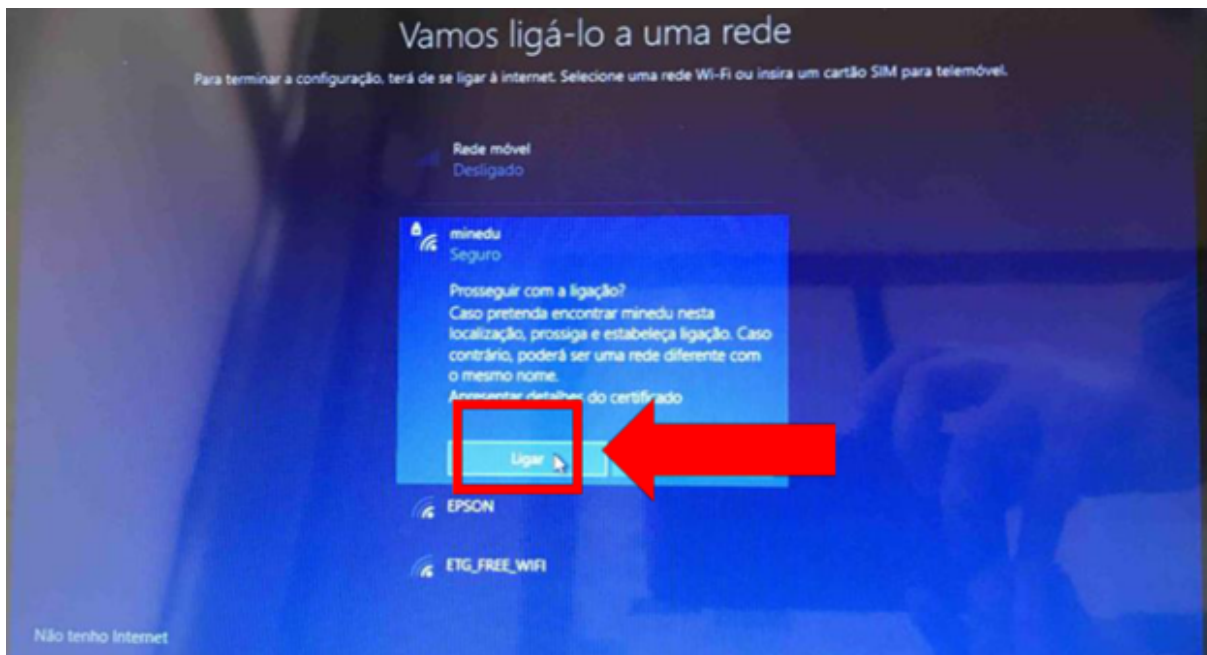 Vamos ligá-lo a uma rede
Para terminar a configuração, terá de se ligar à internet. Selecione uma rede Wi-Fi ou insira um cartão SIM para telemóvel.
Rede móvel
Desligado
minedu
Seguro
Prosseguir com a ligação?
Caso pretenda encontrar minedu nesta
localização, prossiga e estabeleça ligação. Caso
contrário, poderá ser uma rede diferente com
o mesmo nome.
Apresentar detalhes do certificado
Ligar
EPSON
ETG_FREE_WIFI
Não tenho Internet